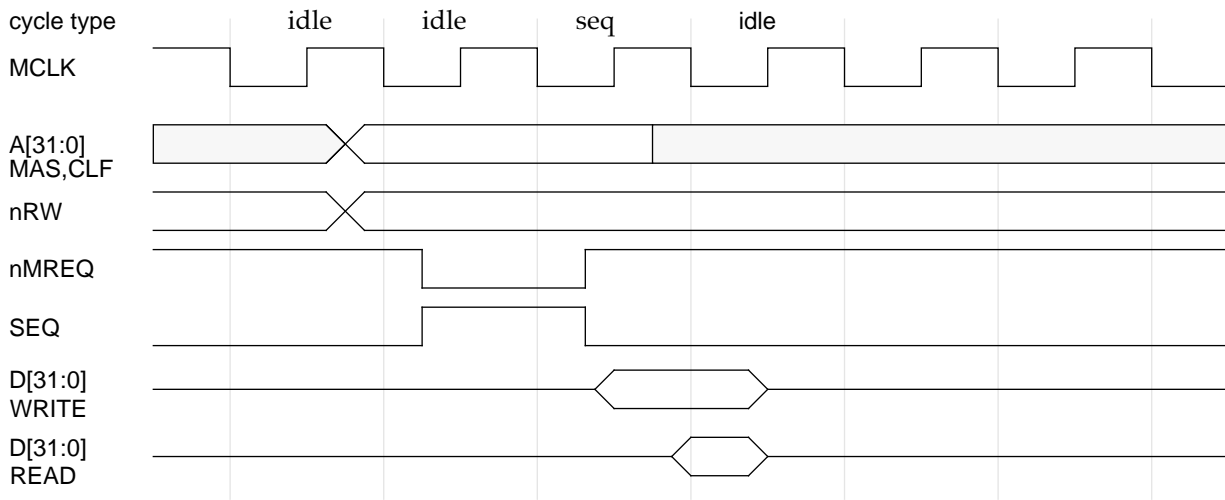 cycle type idle idle seq idle
MCLK
A[31:0]
MAS,CLF
nRW
nMREQ
SEQ
D[31:0]
WRITE
D[31:0]
READ